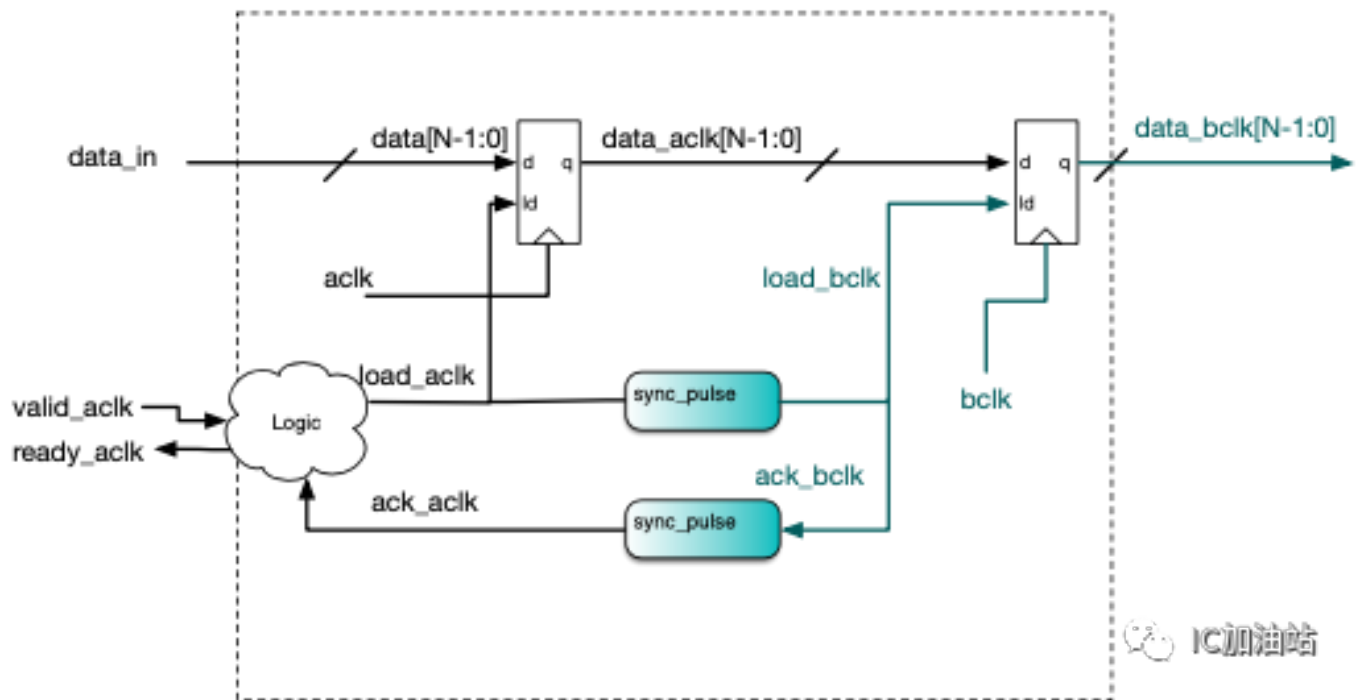 data_in
data[N-1:0]
data_aclk[N-1:0]
data_bclk[N-1:0]
d
q
ld
d
q
ld
aclk
load_bclk
bclk
load_aclk
sync_pulse
valid_aclk
ready_aclk
Logic
ack_aclk
ack_bclk
sync_pulse
IC加油站